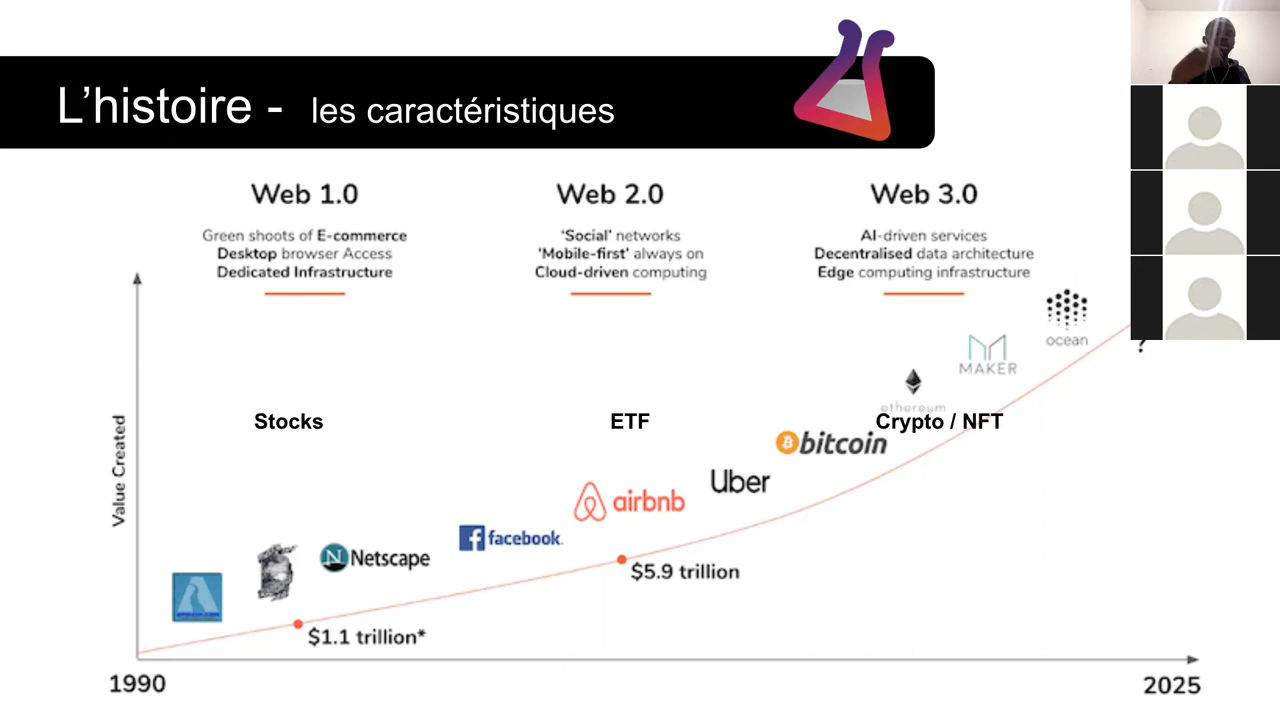 L'histoire - les caractéristiques
Web 1.0
Green shoots of E-commerce
Desktop browser Access
Dedicated Infrastructure
Web 2.0
'Social' networks
'Mobile-first' always on
Cloud-driven computing
Web 3.0
AI-driven services
Decentralised data architecture
Edge computing infrastructure
ocean
?
MAKER
ethereum
Stocks
ETF
Crypto / NFT
bitcoin
Uber
airbnb
facebook.
N Netscape
Value Created
$5.9 trillion
$1.1 trillion*
1990
2025